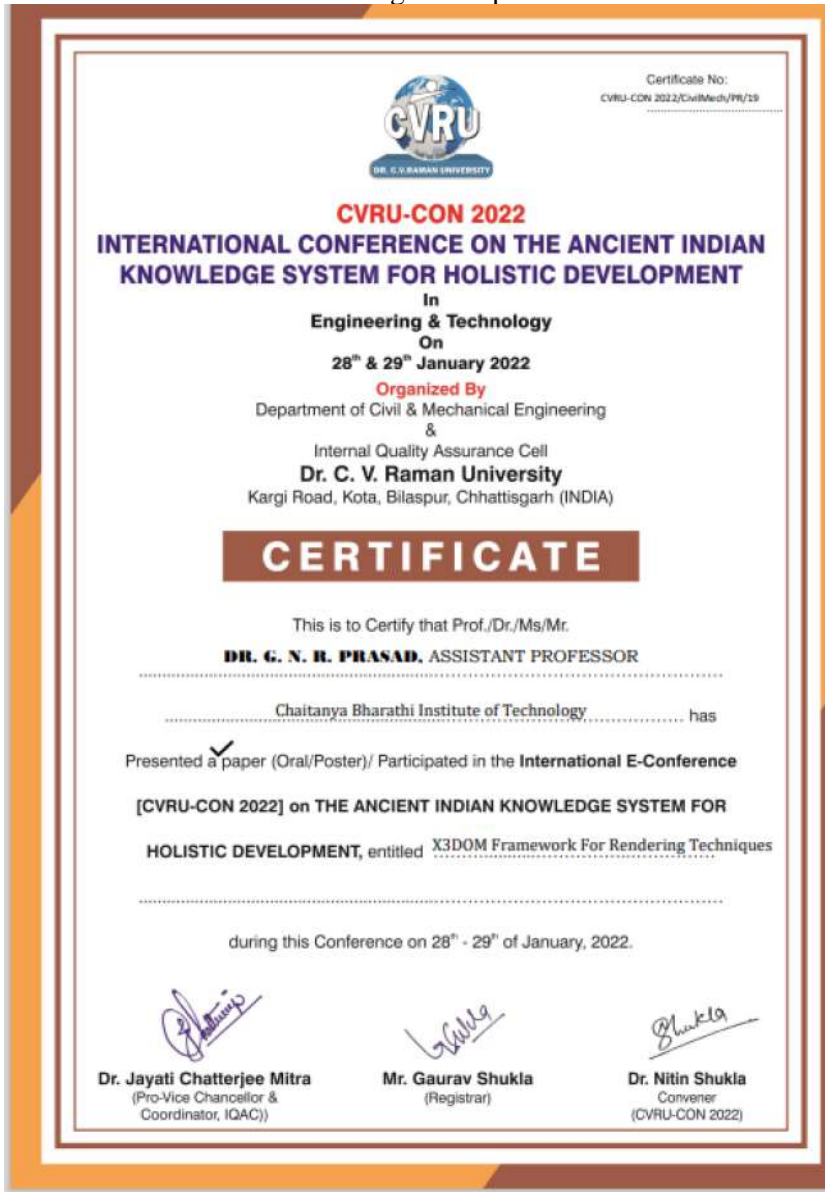 Certificate No:
CVRU-CON 2022/CivilMech/PR/19
CVRU
DR. C.V.RAMAN UNIVERSITY
CVRU-CON 2022
INTERNATIONAL CONFERENCE ON THE ANCIENT INDIAN
KNOWLEDGE SYSTEM FOR HOLISTIC DEVELOPMENT
In
Engineering & Technology
On
28th & 29th January 2022
Organized By
Department of Civil & Mechanical Engineering
&
Internal Quality Assurance Cell
Dr. C. V. Raman University
Kargi Road, Kota, Bilaspur, Chhattisgarh (INDIA)
CERTIFICATE
This is to Certify that Prof./Dr./Ms/Mr.
DR. G. N. R. PRASAD, ASSISTANT PROFESSOR
Chaitanya Bharathi Institute of Technology has
Presented a paper (Oral/Poster)/ Participated in the International E-Conference
[CVRU-CON 2022] on THE ANCIENT INDIAN KNOWLEDGE SYSTEM FOR
HOLISTIC DEVELOPMENT, entitled X3DOM Framework For Rendering Techniques
during this Conference on 28th - 29th of January, 2022.
Shukla
Dr. Jayati Chatterjee Mitra Mr. Gaurav Shukla Dr. Nitin Shukla
(Pro-Vice Chancellor & (Registrar) Convener
Coordinator, IQAC)) (CVRU-CON 2022)